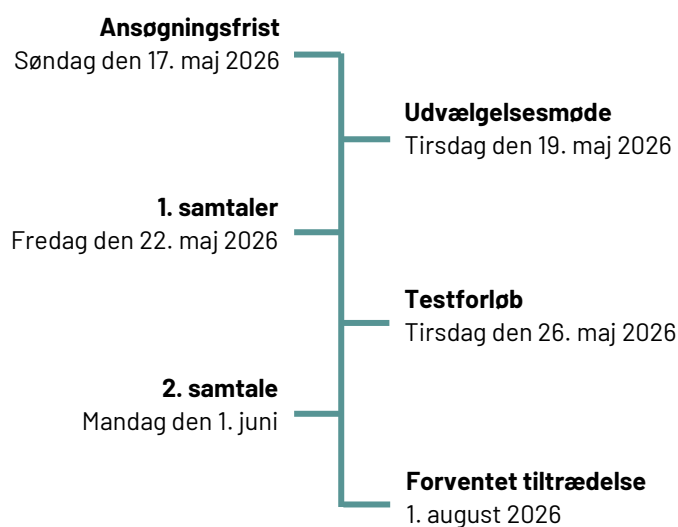 Ansøgningsfrist
Søndag den 17. maj 2026
Udvælgelsesmøde
Tirsdag den 19. maj 2026
1. samtaler
Fredag den 22. maj 2026
Testforløb
Tirsdag den 26. maj 2026
2. samtale
Mandag den 1. juni
Forventet tiltrædelse
1. august 2026